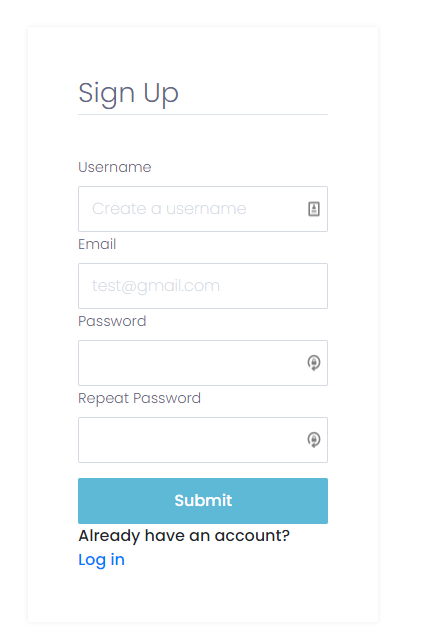 Sign Up
Username
Create a username
Email
test@gmail.com
Password
Repeat Password
Submit
Already have an account?
Log in